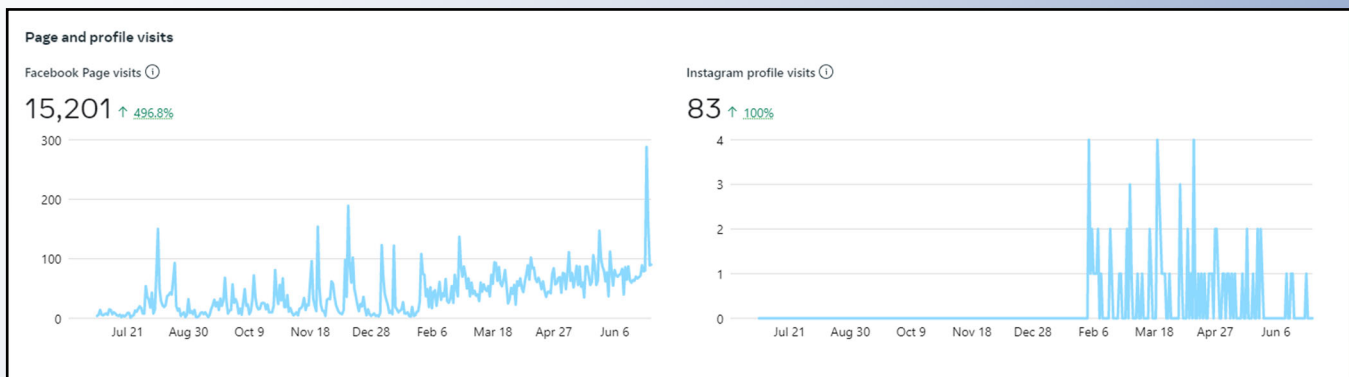 Page and profile visits
Facebook Page visits
15,201 ↑ 496.8%
300
200
100
0
Jul 21 Aug 30 Oct 9 Nov 18 Dec 28 Feb 6 Mar 18 Apr 27 Jun 6
Instagram profile visits
83 ↑ 100%
4
3
2
1
0
Jul 21 Aug 30 Oct 9 Nov 18 Dec 28 Feb 6 Mar 18 Apr 27 Jun 6